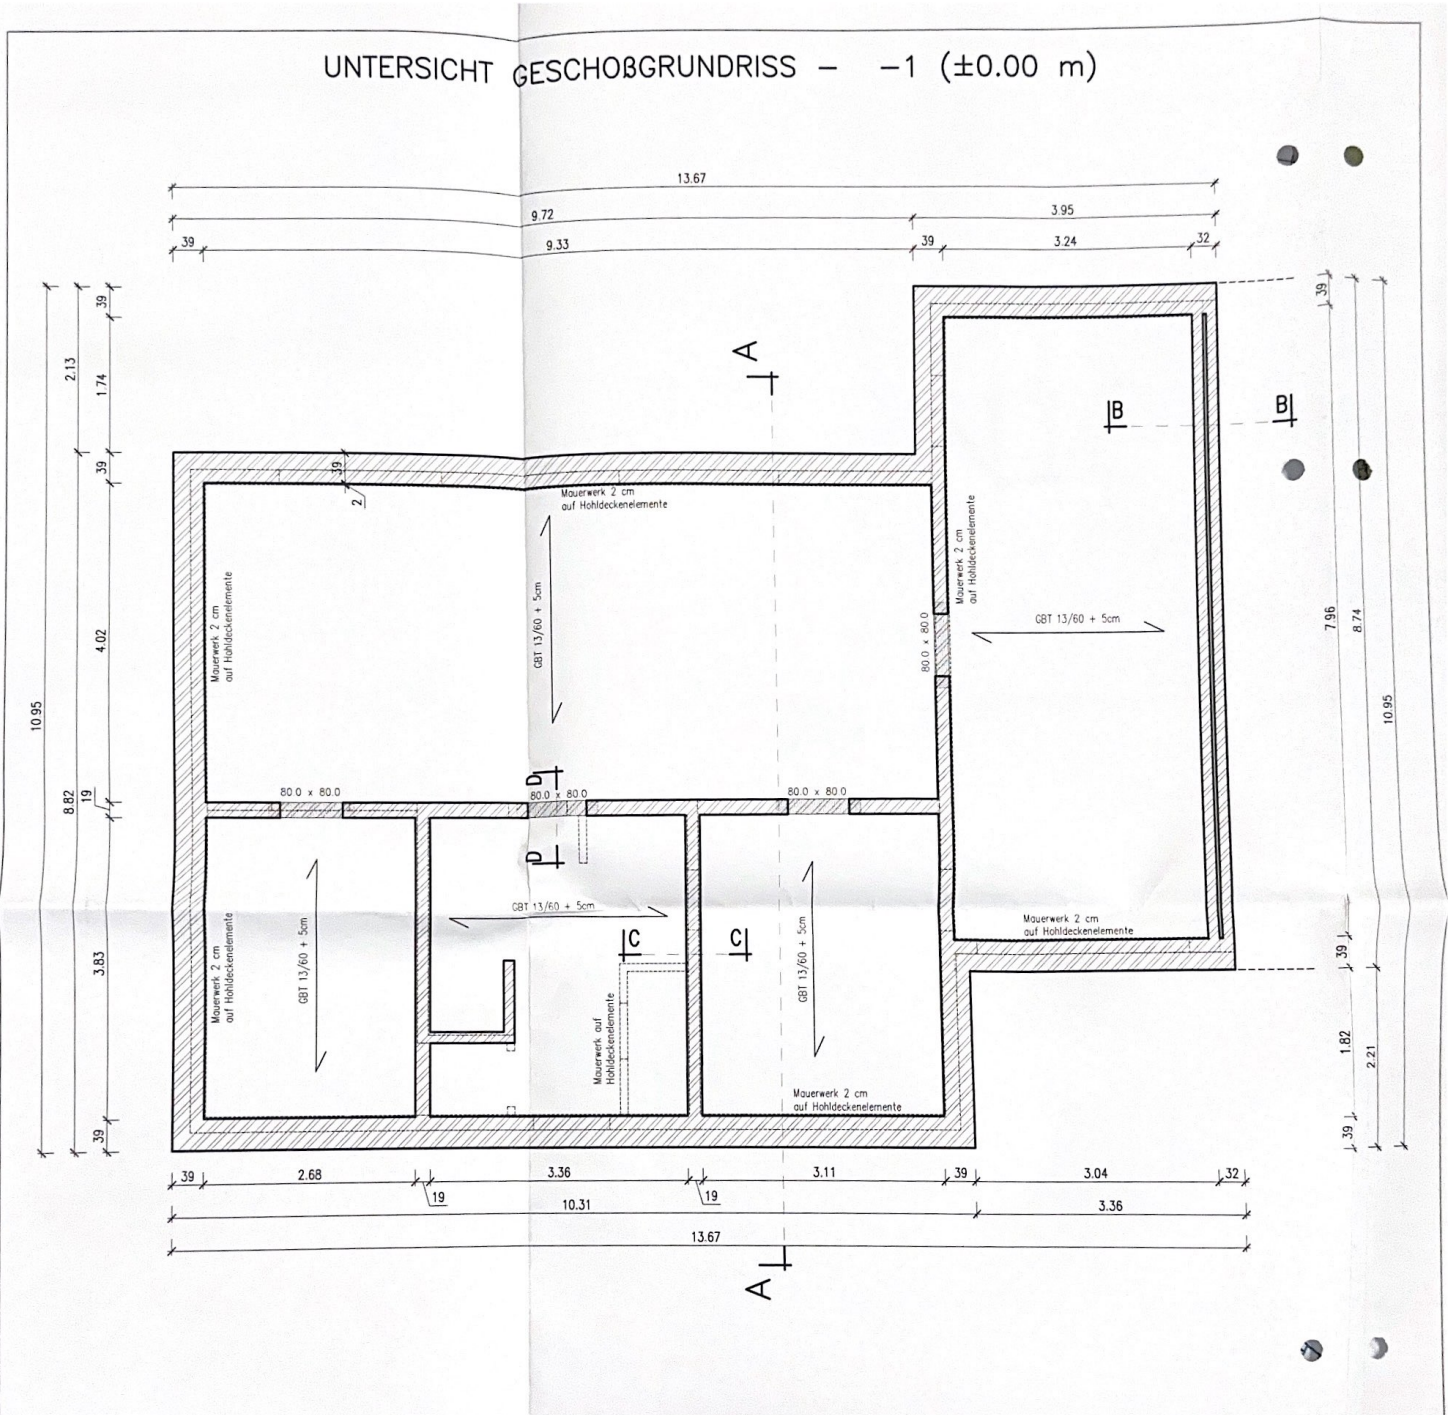 UNTERSICHT GESCHOßGRUNDRISS - -1 (±0.00 m)
13.67
9.72
3.95
39
9.33
39
3.24
32
39
39
2.13
1.74
A
B
B
39
39
2
Mauerwerk 2 cm
auf Hohldeckenelemente
Mauerwerk 2 cm
auf Hohldeckenelemente
Mauerwerk 2 cm
auf Hohldeckenelemente
GBT 13/60 + 5cm
GBT 13/60 + 5cm
4.02
80.0 x 80.0
7.96
8.74
10.95
10.95
8.82
19
D
80.0 x 80.0
80.0 x 80.0
80.0 x 80.0
D
GBT 13/60 + 5cm
Mauerwerk 2 cm
auf Hohldeckenelemente
C
C
Mauerwerk 2 cm
auf Hohldeckenelemente
GBT 13/60 + 5cm
GBT 13/60 + 5cm
3.83
39
Mauerwerk auf
Hohldeckenelemente
1.82
2.21
Mauerwerk 2 cm
auf Hohldeckenelemente
39
39
39
2.68
3.36
3.11
39
3.04
32
19
19
10.31
3.36
13.67
A